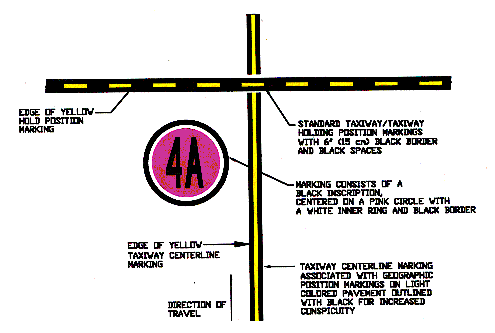 EDGE OF YELLOW
HOLD POSITION
MARKING
STANDARD TAXIWAY/TAXIWAY
HOLDING POSITION MARKINGS
WITH 6" (15 cm) BLACK BORDER
AND BLACK SPACES
4A
MARKING CONSISTS OF A
BLACK INSCRIPTION,
CENTERED ON A PINK CIRCLE WITH
A WHITE INNER RING AND BLACK BORDER
EDGE OF YELLOW
TAXIWAY CENTERLINE
MARKING
TAXIWAY CENTERLINE MARKING
ASSOCIATED WITH GEOGRAPHIC
POSITION MARKINGS ON LIGHT
COLORED PAVEMENT OUTLINED
WITH BLACK FOR INCREASED
CONSPICUITY
DIRECTION OF
TRAVEL